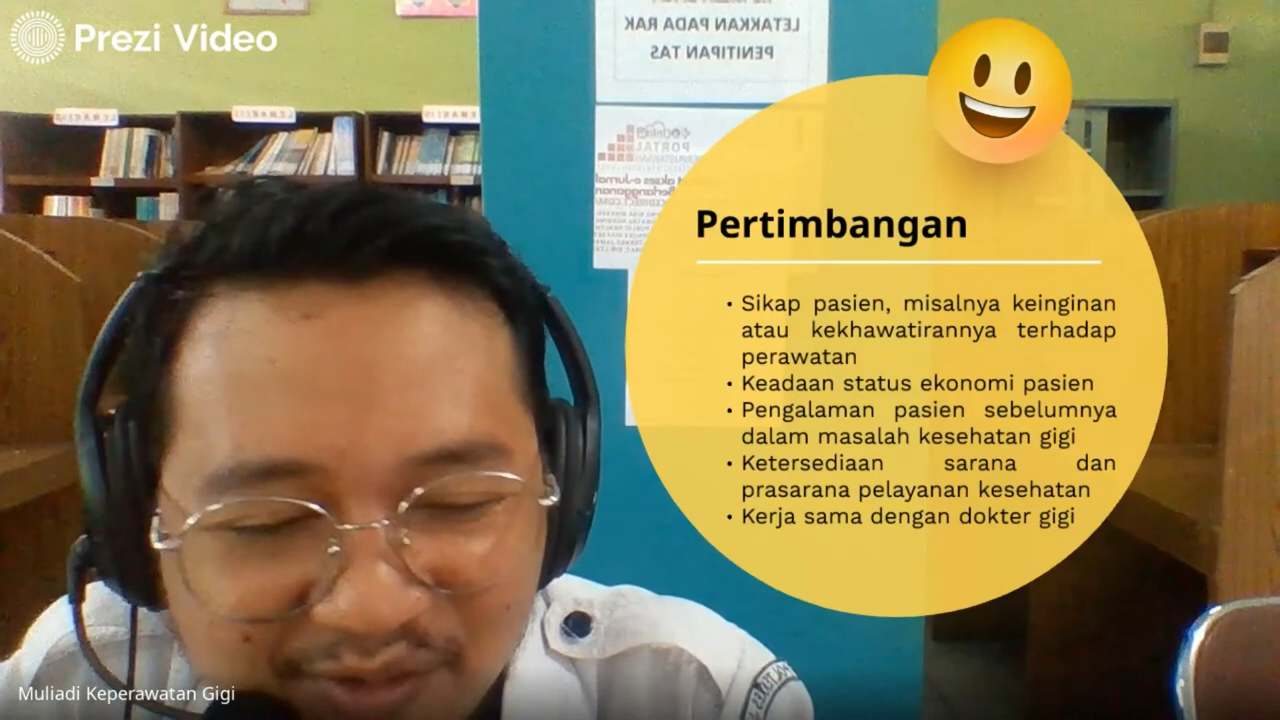 Prezi Video
LETAKKAN PADA RAK
PENITIPAN TAS
PORTAL
Pertimbangan
• Sikap pasien, misalnya keinginan
atau kekhawatirannya terhadap
perawatan
• Keadaan status ekonomi pasien
• Pengalaman pasien sebelumnya
dalam masalah kesehatan gigi
• Ketersediaan sarana dan
prasarana pelayanan kesehatan
• Kerja sama dengan dokter gigi
Muliadi Keperawatan Gigi